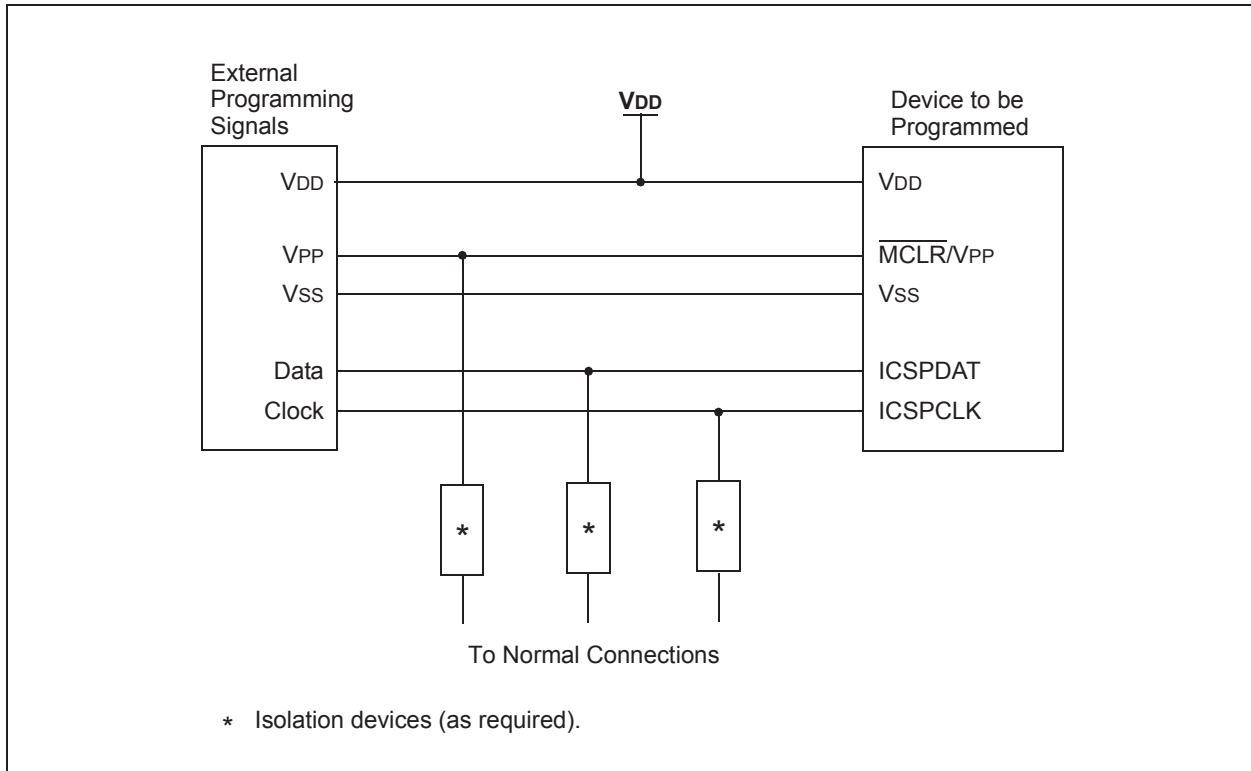 External
Programming
Signals
VDD
Device to be
Programmed
VDD
VDD
VPP
MCLR/VPP
VSS
VSS
Data
ICSPDAT
Clock
ICSPCLK
*
*
*
To Normal Connections
* Isolation devices (as required).